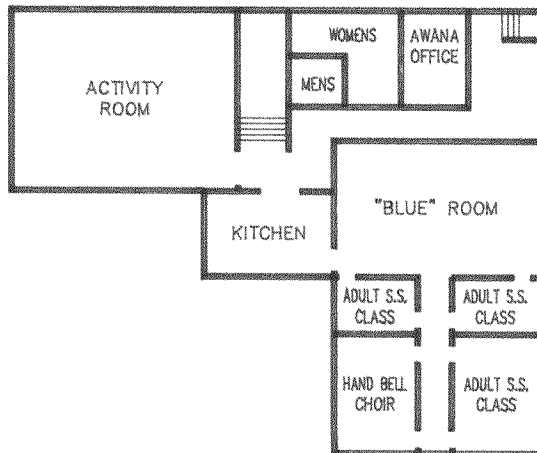 WOMENS
AWANA
OFFICE
ACTIVITY
ROOM
MENS
"BLUE" ROOM
KITCHEN
ADULT S.S.
CLASS
ADULT S.S.
CLASS
HAND BELL
CHOIR
ADULT S.S.
CLASS